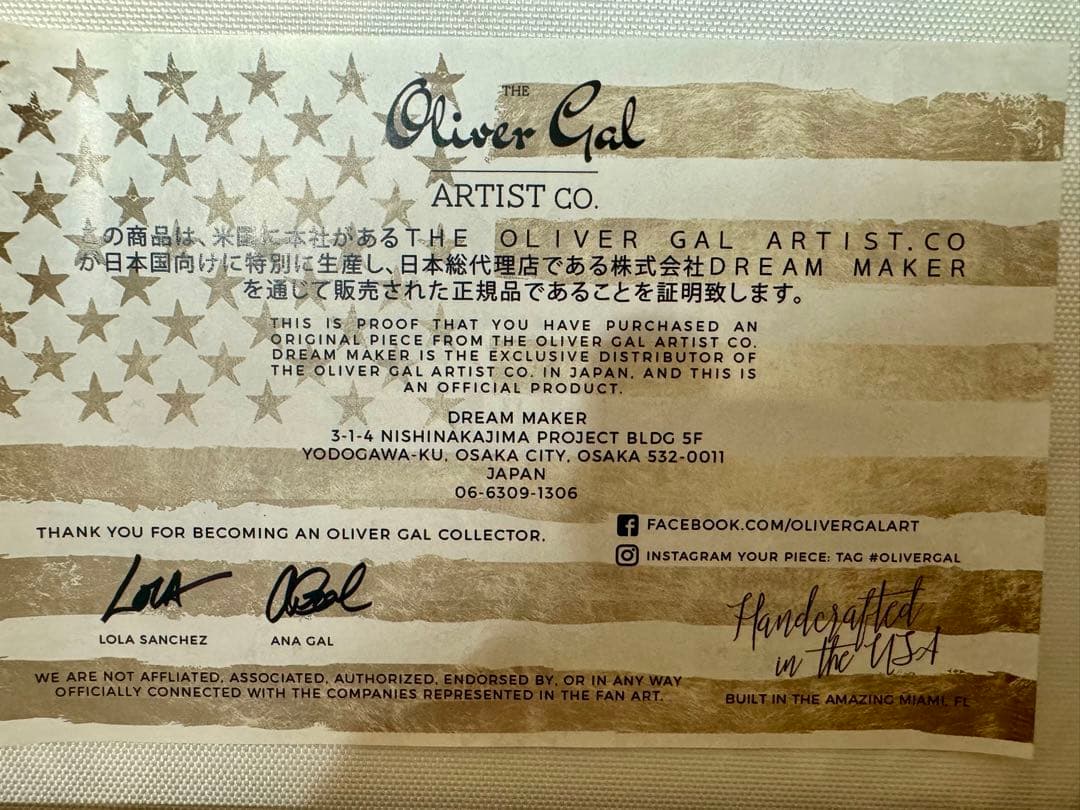 THE
Oliver Gal
ARTIST CO.
この商品は、米国に本社があるTHE OLIVER GAL ARTIST.CO
が日本国向けに特別に生産し、日本総代理店である株式会社DREAM MAKER
を通じて販売された正規品であることを証明致します。
THIS IS PROOF THAT YOU HAVE PURCHASED AN
ORIGINAL PIECE FROM THE OLIVER GAL ARTIST CO.
DREAM MAKER IS THE EXCLUSIVE DISTRIBUTOR OF
THE OLIVER GAL ARTIST CO. IN JAPAN, AND THIS IS
AN OFFICIAL PRODUCT.
DREAM MAKER
3-1-4 NISHINAKAJIMA PROJECT BLDG 5F
YODOGAWA-KU, OSAKA CITY, OSAKA 532-0011
JAPAN
06-6309-1306
THANK YOU FOR BECOMING AN OLIVER GAL COLLECTOR.
FACEBOOK.COM/OLIVERGALART
INSTAGRAM YOUR PIECE: TAG #OLIVERGAL
LOLA
LOLA SANCHEZ
ANA GAL
Handcrafted
in the USA
WE ARE NOT AFFLIATED, ASSOCIATED, AUTHORIZED, ENDORSED BY, OR IN ANY WAY
OFFICIALLY CONNECTED WITH THE COMPANIES REPRESENTED IN THE FAN ART.
BUILT IN THE AMAZING MIAMI, FL